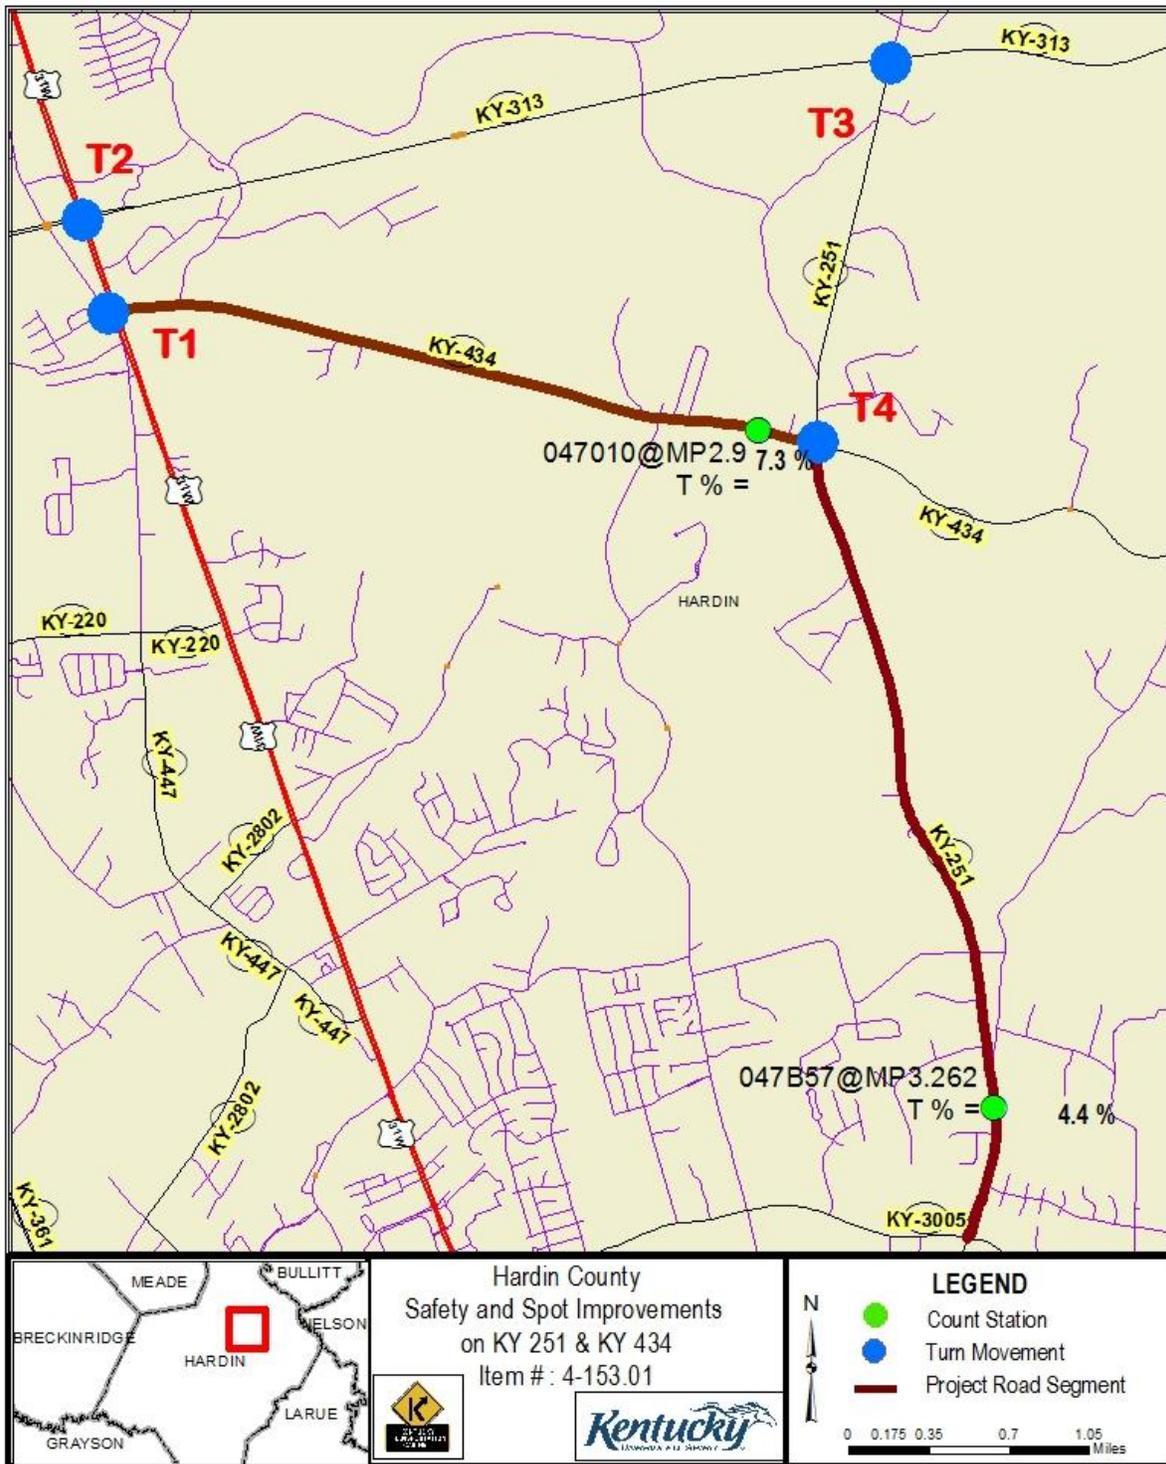 KY-313
31W
KY-313
T3
T2
KY-251
T1
KY-434
T4
047010@MP2.9 7.3 %
T % =
KY-434
31W
HARDIN
KY-220
KY-220
31W
KY-447
KY-2802
KY-251
KY-447
KY-447
047B57@MP3.262
T % =
4.4 %
KY-2802
31W
KY-361
KY-3005
MEADE
BULLITT
BRECKINRIDGE
NELSON
HARDIN
LARUE
GRAYSON
Hardin County
Safety and Spot Improvements
on KY 251 & KY 434
Item # : 4-153.01
Kentucky
N
LEGEND
Count Station
Turn Movement
Project Road Segment
0 0.175 0.35 0.7 1.05
Miles